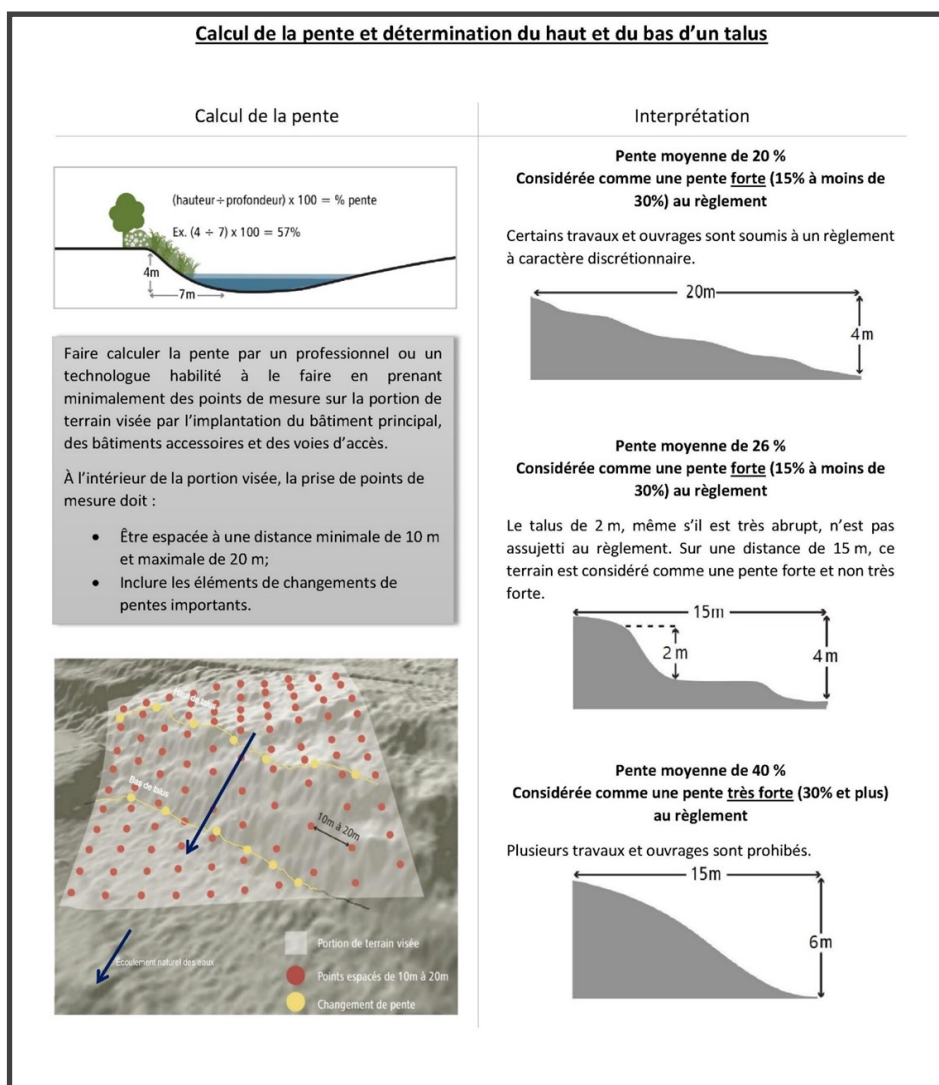 Calcul de la pente et détermination du haut et du bas d’un talus
Calcul de la pente
(hauteur ÷ profondeur) x 100 = % pente
Ex. (4 ÷ 7) x 100 = 57%
4m
7m
Faire calculer la pente par un professionnel ou un
technologue habilité à le faire en prenant
minimalement des points de mesure sur la portion de
terrain visée par l’implantation du bâtiment principal,
des bâtiments accessoires et des voies d’accès.
À l’intérieur de la portion visée, la prise de points de
mesure doit :
• Être espacée à une distance minimale de 10 m
et maximale de 20 m;
• Inclure les éléments de changements de
pentes importants.
Haut de talus
Bas de talus
10m à 20m
Écoulement naturel des eaux
Portion de terrain visée
Points espacés de 10m à 20m
Changement de pente
Interprétation
Pente moyenne de 20 %
Considérée comme une pente forte (15% à moins de
30%) au règlement
Certains travaux et ouvrages sont soumis à un règlement
à caractère discrétionnaire.
20m
4 m
Pente moyenne de 26 %
Considérée comme une pente forte (15% à moins de
30%) au règlement
Le talus de 2 m, même s’il est très abrupt, n’est pas
assujetti au règlement. Sur une distance de 15 m, ce
terrain est considéré comme une pente forte et non très
forte.
15m
2 m
4 m
Pente moyenne de 40 %
Considérée comme une pente très forte (30% et plus)
au règlement
Plusieurs travaux et ouvrages sont prohibés.
15m
6 m